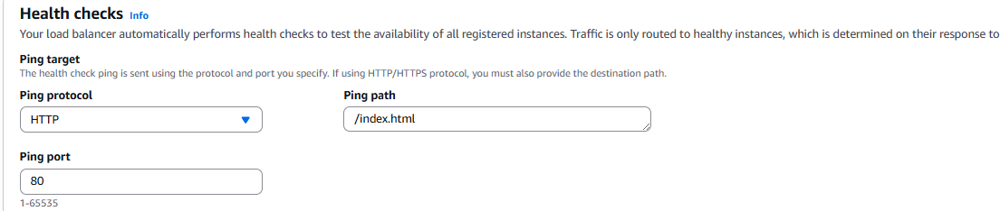 Health checks Info
Your load balancer automatically performs health checks to test the availability of all registered instances. Traffic is only routed to healthy instances, which is determined on their response to
Ping target
The health check ping is sent using the protocol and port you specify. If using HTTP/HTTPS protocol, you must also provide the destination path.
Ping protocol Ping path
HTTP /index.html
Ping port
80
1-65535